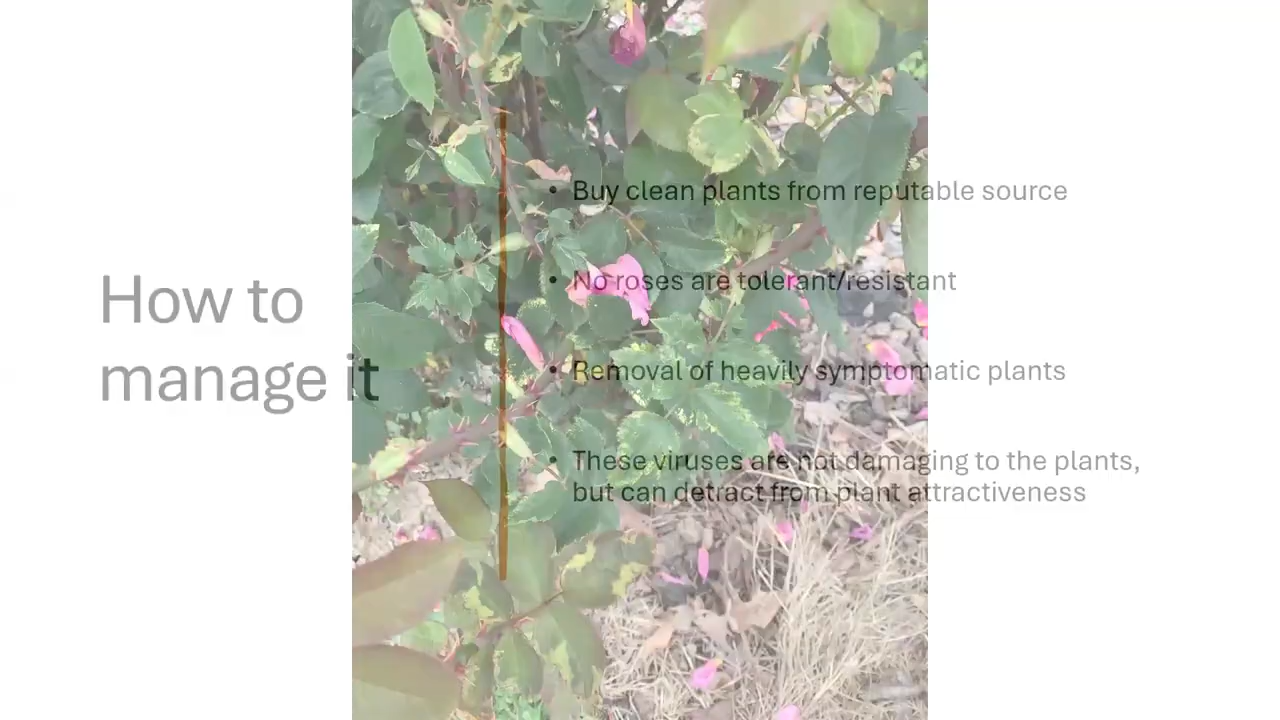 How to
manage it
• Buy clean plants from reputable source
• No roses are tolerant/resistant
• Removal of heavily symptomatic plants
• These viruses are not damaging to the plants,
but can detract from plant attractiveness